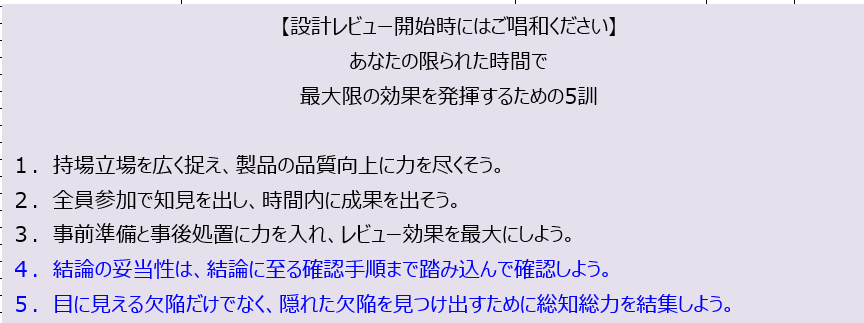 【設計レビュー開始時にはご唱和ください】
あなたの限られた時間で
最大限の効果を発揮するための5訓
1．持場立場を広く捉え、製品の品質向上に力を尽くそう。
2．全員参加で知見を出し、時間内に成果を出そう。
3．事前準備と事後処置に力を入れ、レビュー効果を最大にしよう。
4．結論の妥当性は、結論に至る確認手順まで踏み込んで確認しよう。
5．目に見える欠陥だけでなく、隠れた欠陥を見つけ出すために総知総力を結集しよう。